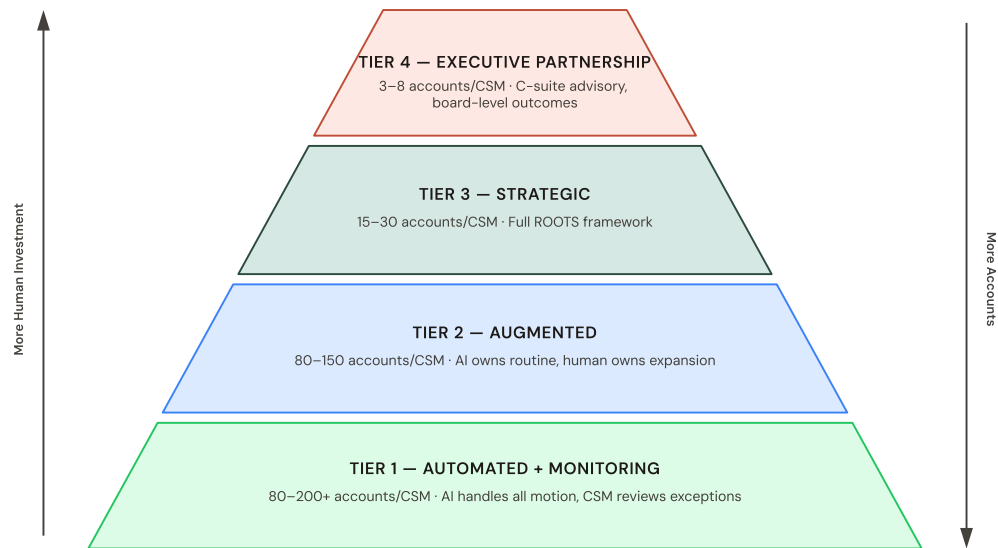 TIER 4 — EXECUTIVE PARTNERSHIP
3–8 accounts/CSM · C-suite advisory,
board-level outcomes
TIER 3 — STRATEGIC
15–30 accounts/CSM · Full ROOTS framework
More Human Investment
More Accounts
TIER 2 — AUGMENTED
80–150 accounts/CSM · AI owns routine, human owns expansion
TIER 1 — AUTOMATED + MONITORING
80–200+ accounts/CSM · AI handles all motion, CSM reviews exceptions